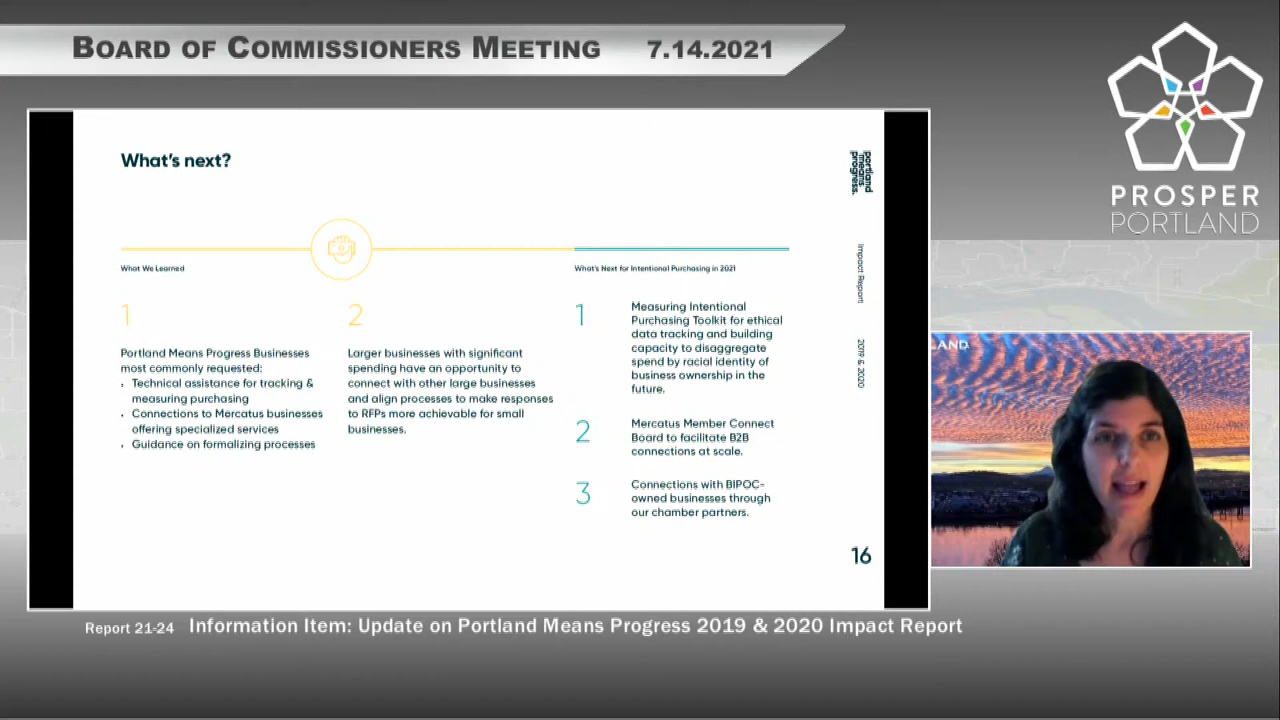 BOARD OF COMMISSIONERS MEETING 7.14.2021
PROSPER
PORTLAND
What's next?
portland
means
progress.
What We Learned
What's Next for Intentional Purchasing in 2021
Impact Report
2019 & 2020
1
Portland Means Progress Businesses
most commonly requested:
• Technical assistance for tracking &
measuring purchasing
• Connections to Mercatus businesses
offering specialized services
• Guidance on formalizing processes
2
Larger businesses with significant
spending have an opportunity to
connect with other large businesses
and align processes to make responses
to RFPs more achievable for small
businesses.
1
Measuring Intentional
Purchasing Toolkit for ethical
data tracking and building
capacity to disaggregate
spend by racial identity of
business ownership in the
future.
2
Mercatus Member Connect
Board to facilitate B2B
connections at scale.
3
Connections with BIPOC-
owned businesses through
our chamber partners.
16
LAND
Report 21-24 Information Item: Update on Portland Means Progress 2019 & 2020 Impact Report